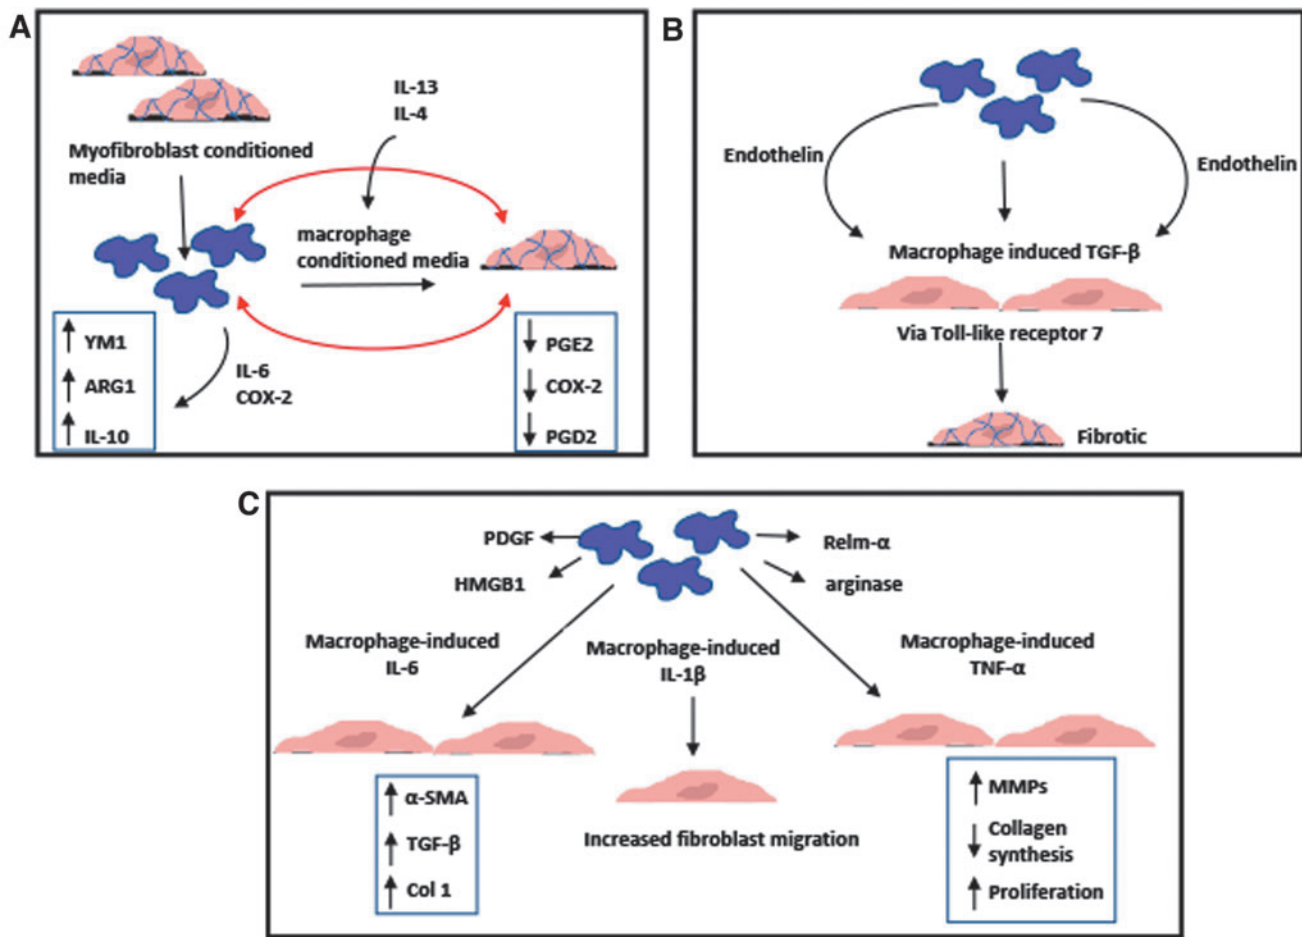 A
Myofibroblast conditioned
media
IL-13
IL-4
macrophage
conditioned media
YM1
ARG1
IL-10
IL-6
COX-2
PGE2
COX-2
PGD2
B
Endothelin
Endothelin
Macrophage induced TGF-β
Via Toll-like receptor 7
Fibrotic
C
PDGF
HMGB1
Relm-α
arginase
Macrophage-induced
IL-6
Macrophage-induced
IL-1β
Macrophage-induced
TNF-α
α-SMA
TGF-β
Col 1
Increased fibroblast migration
MMPs
Collagen
synthesis
Proliferation